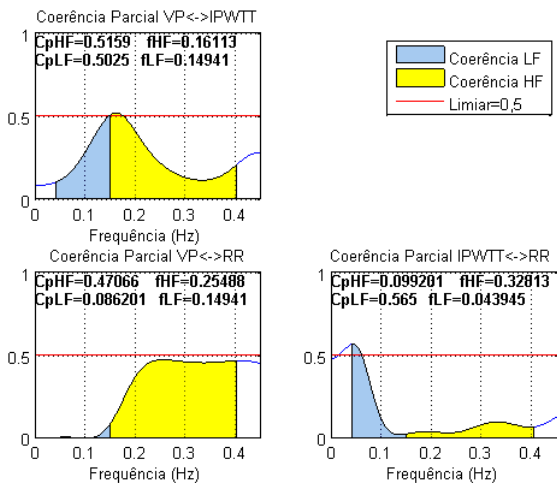 Coerência Parcial VP<->IPWTT
CpHF=0.5159 fHF=0.16113
CpLF=0.5025 fLF=0.14941
1
0.5
0
0 0.1 0.2 0.3 0.4
Frequência (Hz)
Coerência LF
Coerência HF
Limiar=0,5
Coerência Parcial VP<->RR
CpHF=0.47066 fHF=0.25488
CpLF=0.086201 fLF=0.14941
1
0.5
0
0 0.1 0.2 0.3 0.4
Frequência (Hz)
Coerência Parcial IPWTT<->RR
CpHF=0.099201 fHF=0.32813
CpLF=0.565 fLF=0.043945
1
0.5
0
0 0.1 0.2 0.3 0.4
Frequência (Hz)